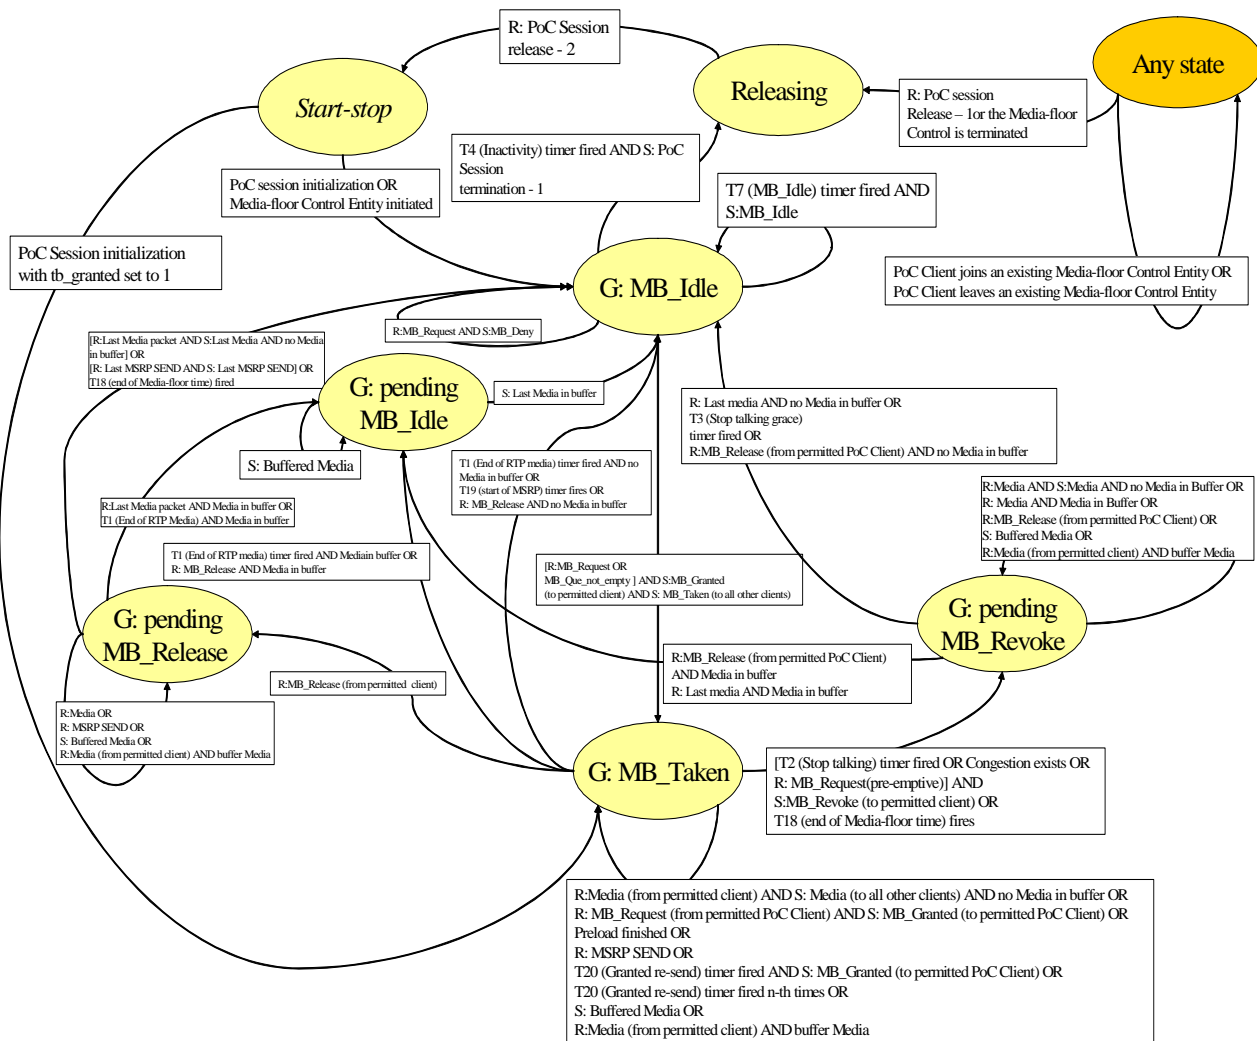 R: PoC Session
release - 2
Any state
Start-stop
Releasing
R: PoC session
Release – 1or the Media-floor
Control is terminated
T4 (Inactivity) timer fired AND S: PoC
Session
termination - 1
PoC session initialization OR
Media-floor Control Entity initiated
T7 (MB_Idle) timer fired AND
S:MB_Idle
PoC Session initialization
with tb_granted set to 1
PoC Client joins an existing Media-floor Control Entity OR
PoC Client leaves an existing Media-floor Control Entity
G: MB_Idle
R:MB_Request AND S:MB_Deny
[R:Last Media packet AND S:Last Media AND no Media
in buffer] OR
[R: Last MSRP SEND AND S: Last MSRP SEND] OR
T18 (end of Media-floor time) fired
G: pending
MB_Idle
S: Last Media in buffer
R: Last media AND no Media in buffer OR
T3 (Stop talking grace)
timer fired OR
R:MB_Release (from permitted PoC Client) AND no Media in buffer
S: Buffered Media
T1 (End of RTP media) timer fired AND no
Media in buffer OR
T19 (start of MSRP) timer fires OR
R: MB_Release AND no Media in buffer
R:Media AND S:Media AND no Media in Buffer OR
R: Media AND Media in Buffer OR
R:MB_Release (from permitted PoC Client) OR
S: Buffered Media OR
R:Media (from permitted client) AND buffer Media
R:Last Media packet AND Media in buffer OR
T1 (End of RTP Media) AND Media in buffer
T1 (End of RTP media) timer fired AND Mediain buffer OR
R: MB_Release AND Media in buffer
[R:MB_Request OR
MB_Que_not_empty ] AND S:MB_Granted
(to permitted client) AND S: MB_Taken (to all other clients)
G: pending
MB_Release
G: pending
MB_Revoke
R:MB_Release (from permitted PoC Client)
AND Media in buffer
R: Last media AND Media in buffer
R:MB_Release (from permitted  client)
R:Media OR
R: MSRP SEND OR
S: Buffered Media OR
R:Media (from permitted client) AND buffer Media
G: MB_Taken
[T2 (Stop talking) timer fired OR Congestion exists OR
R: MB_Request(pre-emptive)] AND
S:MB_Revoke (to permitted client) OR
T18 (end of Media-floor time) fires
R:Media (from permitted client) AND S: Media (to all other clients) AND no Media in buffer OR
R: MB_Request (from permitted PoC Client) AND S: MB_Granted (to permitted PoC Client) OR
Preload finished OR
R: MSRP SEND OR
T20 (Granted re-send) timer fired AND S: MB_Granted (to permitted PoC Client) OR
T20 (Granted re-send) timer fired n-th times OR
S: Buffered Media OR
R:Media (from permitted client) AND buffer Media